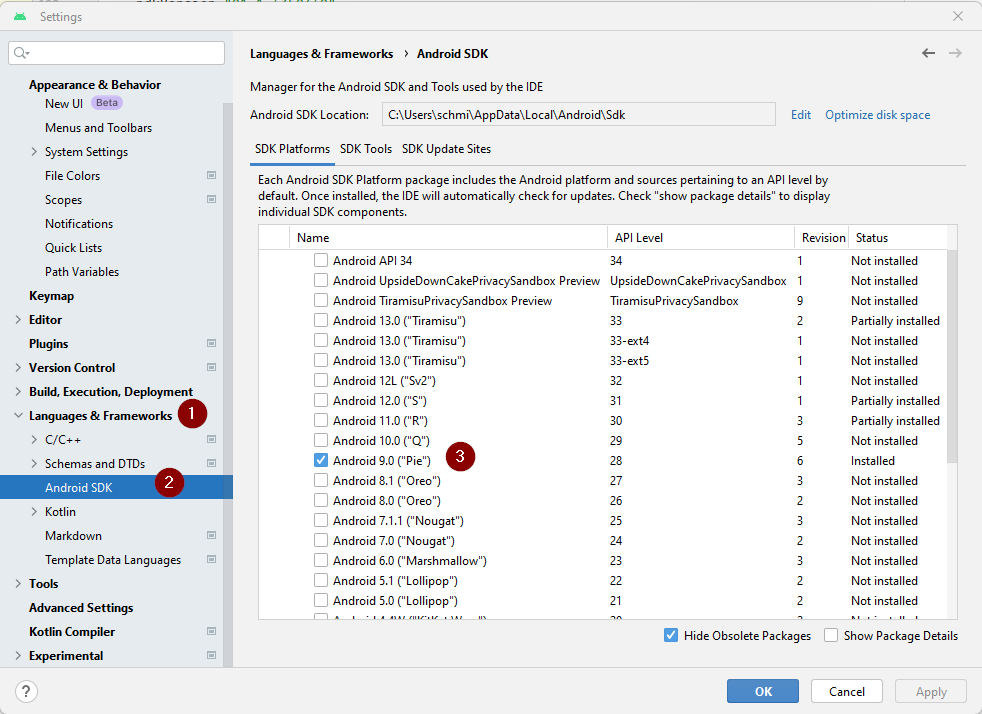 Settings
Languages & Frameworks › Android SDK
Appearance & Behavior
New UI Beta
Menus and Toolbars
System Settings
File Colors
Scopes
Notifications
Quick Lists
Path Variables
Keymap
Editor
Plugins
Version Control
Build, Execution, Deployment
Languages & Frameworks 1
C/C++
Schemas and DTDs
Android SDK 2
Kotlin
Markdown
Template Data Languages
Tools
Advanced Settings
Kotlin Compiler
Experimental
Manager for the Android SDK and Tools used by the IDE
Android SDK Location: C:\Users\schmi\AppData\Local\Android\Sdk Edit Optimize disk space
SDK Platforms SDK Tools SDK Update Sites
Each Android SDK Platform package includes the Android platform and sources pertaining to an API level by
default. Once installed, the IDE will automatically check for updates. Check "show package details" to display
individual SDK components.
Name API Level Revision Status
Android API 34 34 1 Not installed
Android UpsideDownCakePrivacySandbox Preview UpsideDownCakePrivacySandbox 1 Not installed
Android TiramisuPrivacySandbox Preview TiramisuPrivacySandbox 9 Not installed
Android 13.0 ("Tiramisu") 33 2 Partially installed
Android 13.0 ("Tiramisu") 33-ext4 1 Not installed
Android 13.0 ("Tiramisu") 33-ext5 1 Not installed
Android 12L ("Sv2") 32 1 Not installed
Android 12.0 ("S") 31 1 Partially installed
Android 11.0 ("R") 30 3 Partially installed
Android 10.0 ("Q") 29 5 Not installed
Android 9.0 ("Pie") 3 28 6 Installed
Android 8.1 ("Oreo") 27 3 Not installed
Android 8.0 ("Oreo") 26 2 Not installed
Android 7.1.1 ("Nougat") 25 3 Not installed
Android 7.0 ("Nougat") 24 2 Not installed
Android 6.0 ("Marshmallow") 23 3 Not installed
Android 5.1 ("Lollipop") 22 2 Not installed
Android 5.0 ("Lollipop") 21 2 Not installed
Hide Obsolete Packages Show Package Details
? OK Cancel Apply